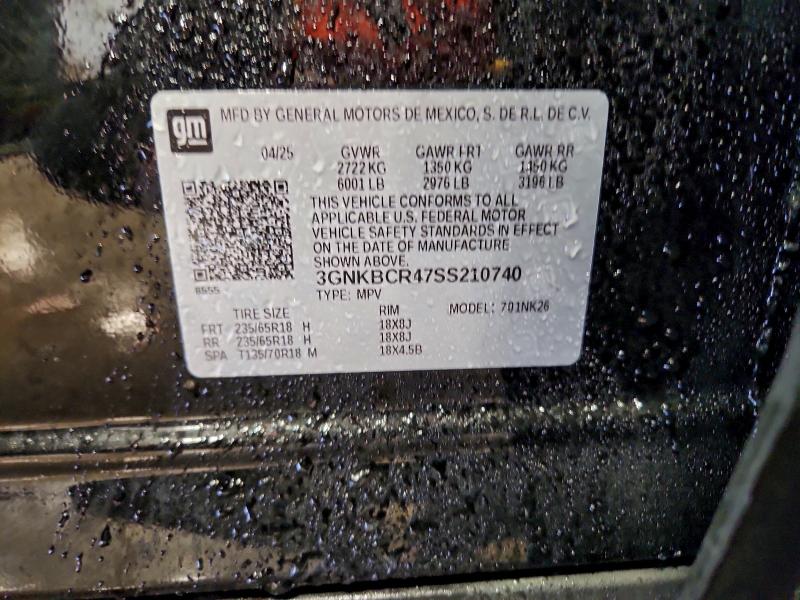 gm MFD BY GENERAL MOTORS DE MEXICO, S. DE R.L. DE C.V.
04/25 GVWR GAWR FRT GAWR RR
2722 KG 1350 KG 1450 KG
6001 LB 2976 LB 3196 LB
THIS VEHICLE CONFORMS TO ALL
APPLICABLE U.S. FEDERAL MOTOR
VEHICLE SAFETY STANDARDS IN EFFECT
ON THE DATE OF MANUFACTURE
SHOWN ABOVE.
8555 3GNKBCR47SS210740
TYPE: MPV
TIRE SIZE RIM MODEL: 701NK26
FRT 235/65R18 H 18X8J
RR 235/65R18 H 18X8J
SPA T135/70R18 M 18X4.5B